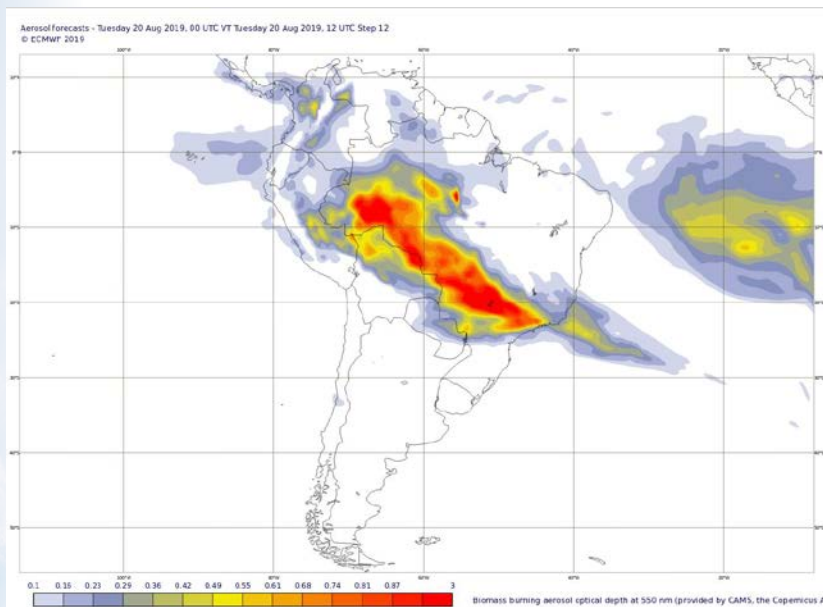 Aerosol forecasts - Tuesday 20 Aug 2019, 00 UTC VT Tuesday 20 Aug 2019, 12 UTC Step 12
© ECMWF 2019
0.1 0.16 0.23 0.29 0.36 0.42 0.49 0.55 0.61 0.68 0.74 0.81 0.87 3
Biomass burning aerosol optical depth at 550 nm (provided by CAMS, the Copernicus A